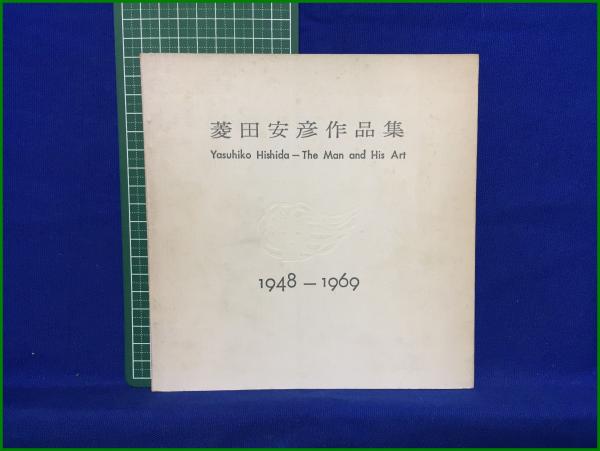 菱田安彦作品集
Yasuhiko Hishida — The Man and His Art
1948 — 1969